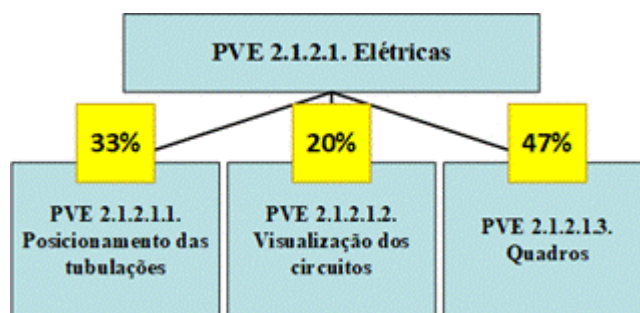 PVE 2.1.2.1. Elétricas
33%
20%
47%
PVE 2.1.2.1.1.
Posicionamento das
tubulações
PVE 2.1.2.1.2.
Visualização dos
circuitos
PVE 2.1.2.1.3.
Quadros